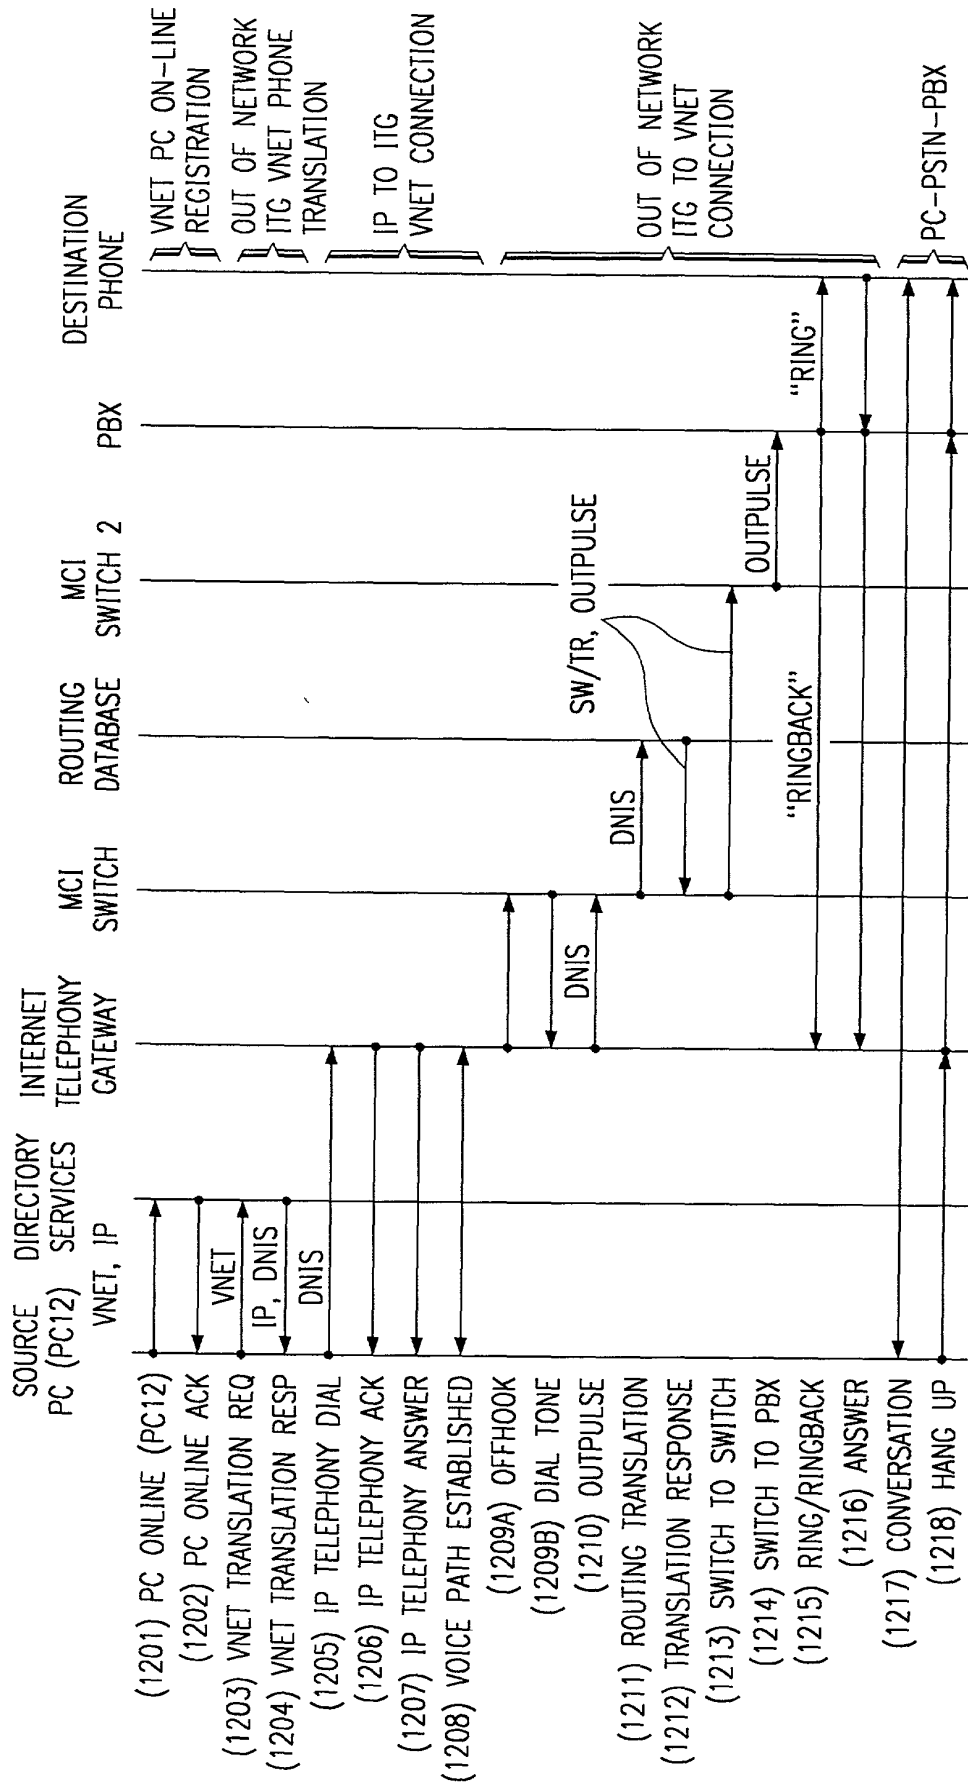 SOURCE
PC (PC12)
VNET, IP
DIRECTORY
SERVICES
INTERNET
TELEPHONY
GATEWAY
MCI
SWITCH
ROUTING
DATABASE
MCI
SWITCH 2
PBX
DESTINATION
PHONE
(1201) PC ONLINE (PC12)
(1202) PC ONLINE ACK
(1203) VNET TRANSLATION REQ
VNET
(1204) VNET TRANSLATION RESP
IP, DNIS
(1205) IP TELEPHONY DIAL
DNIS
(1206) IP TELEPHONY ACK
(1207) IP TELEPHONY ANSWER
(1208) VOICE PATH ESTABLISHED
(1209A) OFFHOOK
(1209B) DIAL TONE
(1210) OUTPULSE
DNIS
(1211) ROUTING TRANSLATION
DNIS
(1212) TRANSLATION RESPONSE
SW/TR, OUTPULSE
(1213) SWITCH TO SWITCH
(1214) SWITCH TO PBX
OUTPULSE
(1215) RING/RINGBACK
"RINGBACK"
"RING"
(1216) ANSWER
(1217) CONVERSATION
(1218) HANG UP
VNET PC ON-LINE
REGISTRATION
OUT OF NETWORK
ITG VNET PHONE
TRANSLATION
IP TO ITG
VNET CONNECTION
OUT OF NETWORK
ITG TO VNET
CONNECTION
PC-PSTN-PBX